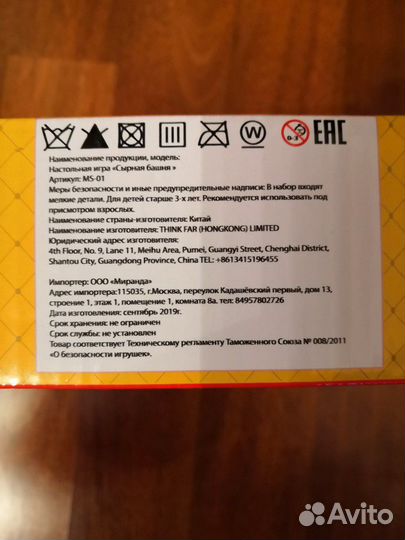 0-3 EAC
Наименование продукции, модель:
Настольная игра «Сырная башня »
Артикул: MS-01
Меры безопасности и иные предупредительные надписи: В набор входят
мелкие детали. Для детей старше 3-х лет. Рекомендуется использовать под
присмотром взрослых.
Наименование страны-изготовителя: Китай
Наименование изготовителя: THINK FAR (HONGKONG) LIMITED
Юридический адрес изготовителя:
4th Floor, No. 9, Lane 11, Meihu Area, Pumei, Guangyi Street, Chenghai District,
Shantou City, Guangdong Province, China TEL: +8613415196455
Импортер: ООО «Миранда»
Адрес импортера:115035, г.Москва, переулок Кадашёвский первый, дом 13,
строение 1, этаж 1, помещение 1, комната 8а. тел: 84957802726
Дата изготовления: сентябрь 2019г.
Срок хранения: не ограничен
Срок службы: не установлен
Товар соответствует Техническому регламенту Таможенного Союза № 008/2011
«О безопасности игрушек».
Avito